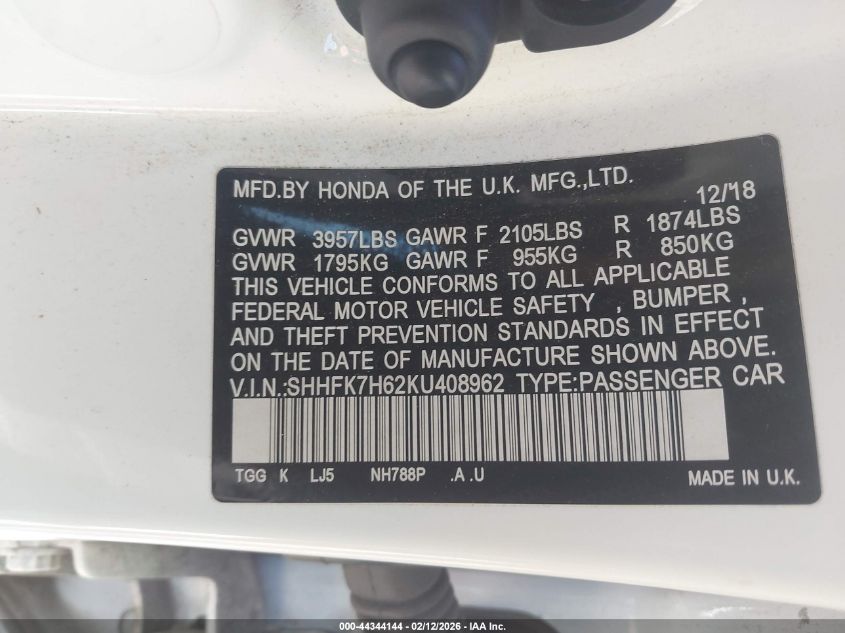 MFD.BY HONDA OF THE U.K. MFG.,LTD.
12/18
GVWR 3957LBS GAWR F 2105LBS R 1874LBS
GVWR 1795KG GAWR F 955KG R 850KG
THIS VEHICLE CONFORMS TO ALL APPLICABLE
FEDERAL MOTOR VEHICLE SAFETY , BUMPER ,
AND THEFT PREVENTION STANDARDS IN EFFECT
ON THE DATE OF MANUFACTURE SHOWN ABOVE.
V.I.N.:SHHFK7H62KU408962 TYPE:PASSENGER CAR
TGG K LJ5 NH788P .A .U MADE IN U.K.
000-44344144 - 02/12/2026 - IAA Inc.